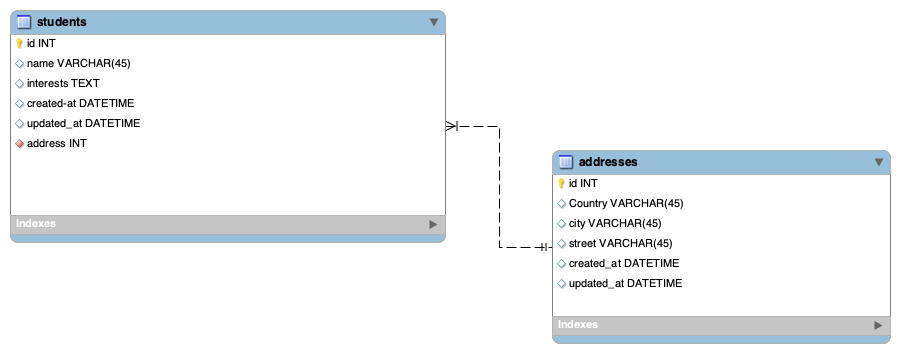 students
id INT
name VARCHAR(45)
interests TEXT
created-at DATETIME
updated_at DATETIME
address INT
Indexes
addresses
id INT
Country VARCHAR(45)
city VARCHAR(45)
street VARCHAR(45)
created_at DATETIME
updated_at DATETIME
Indexes